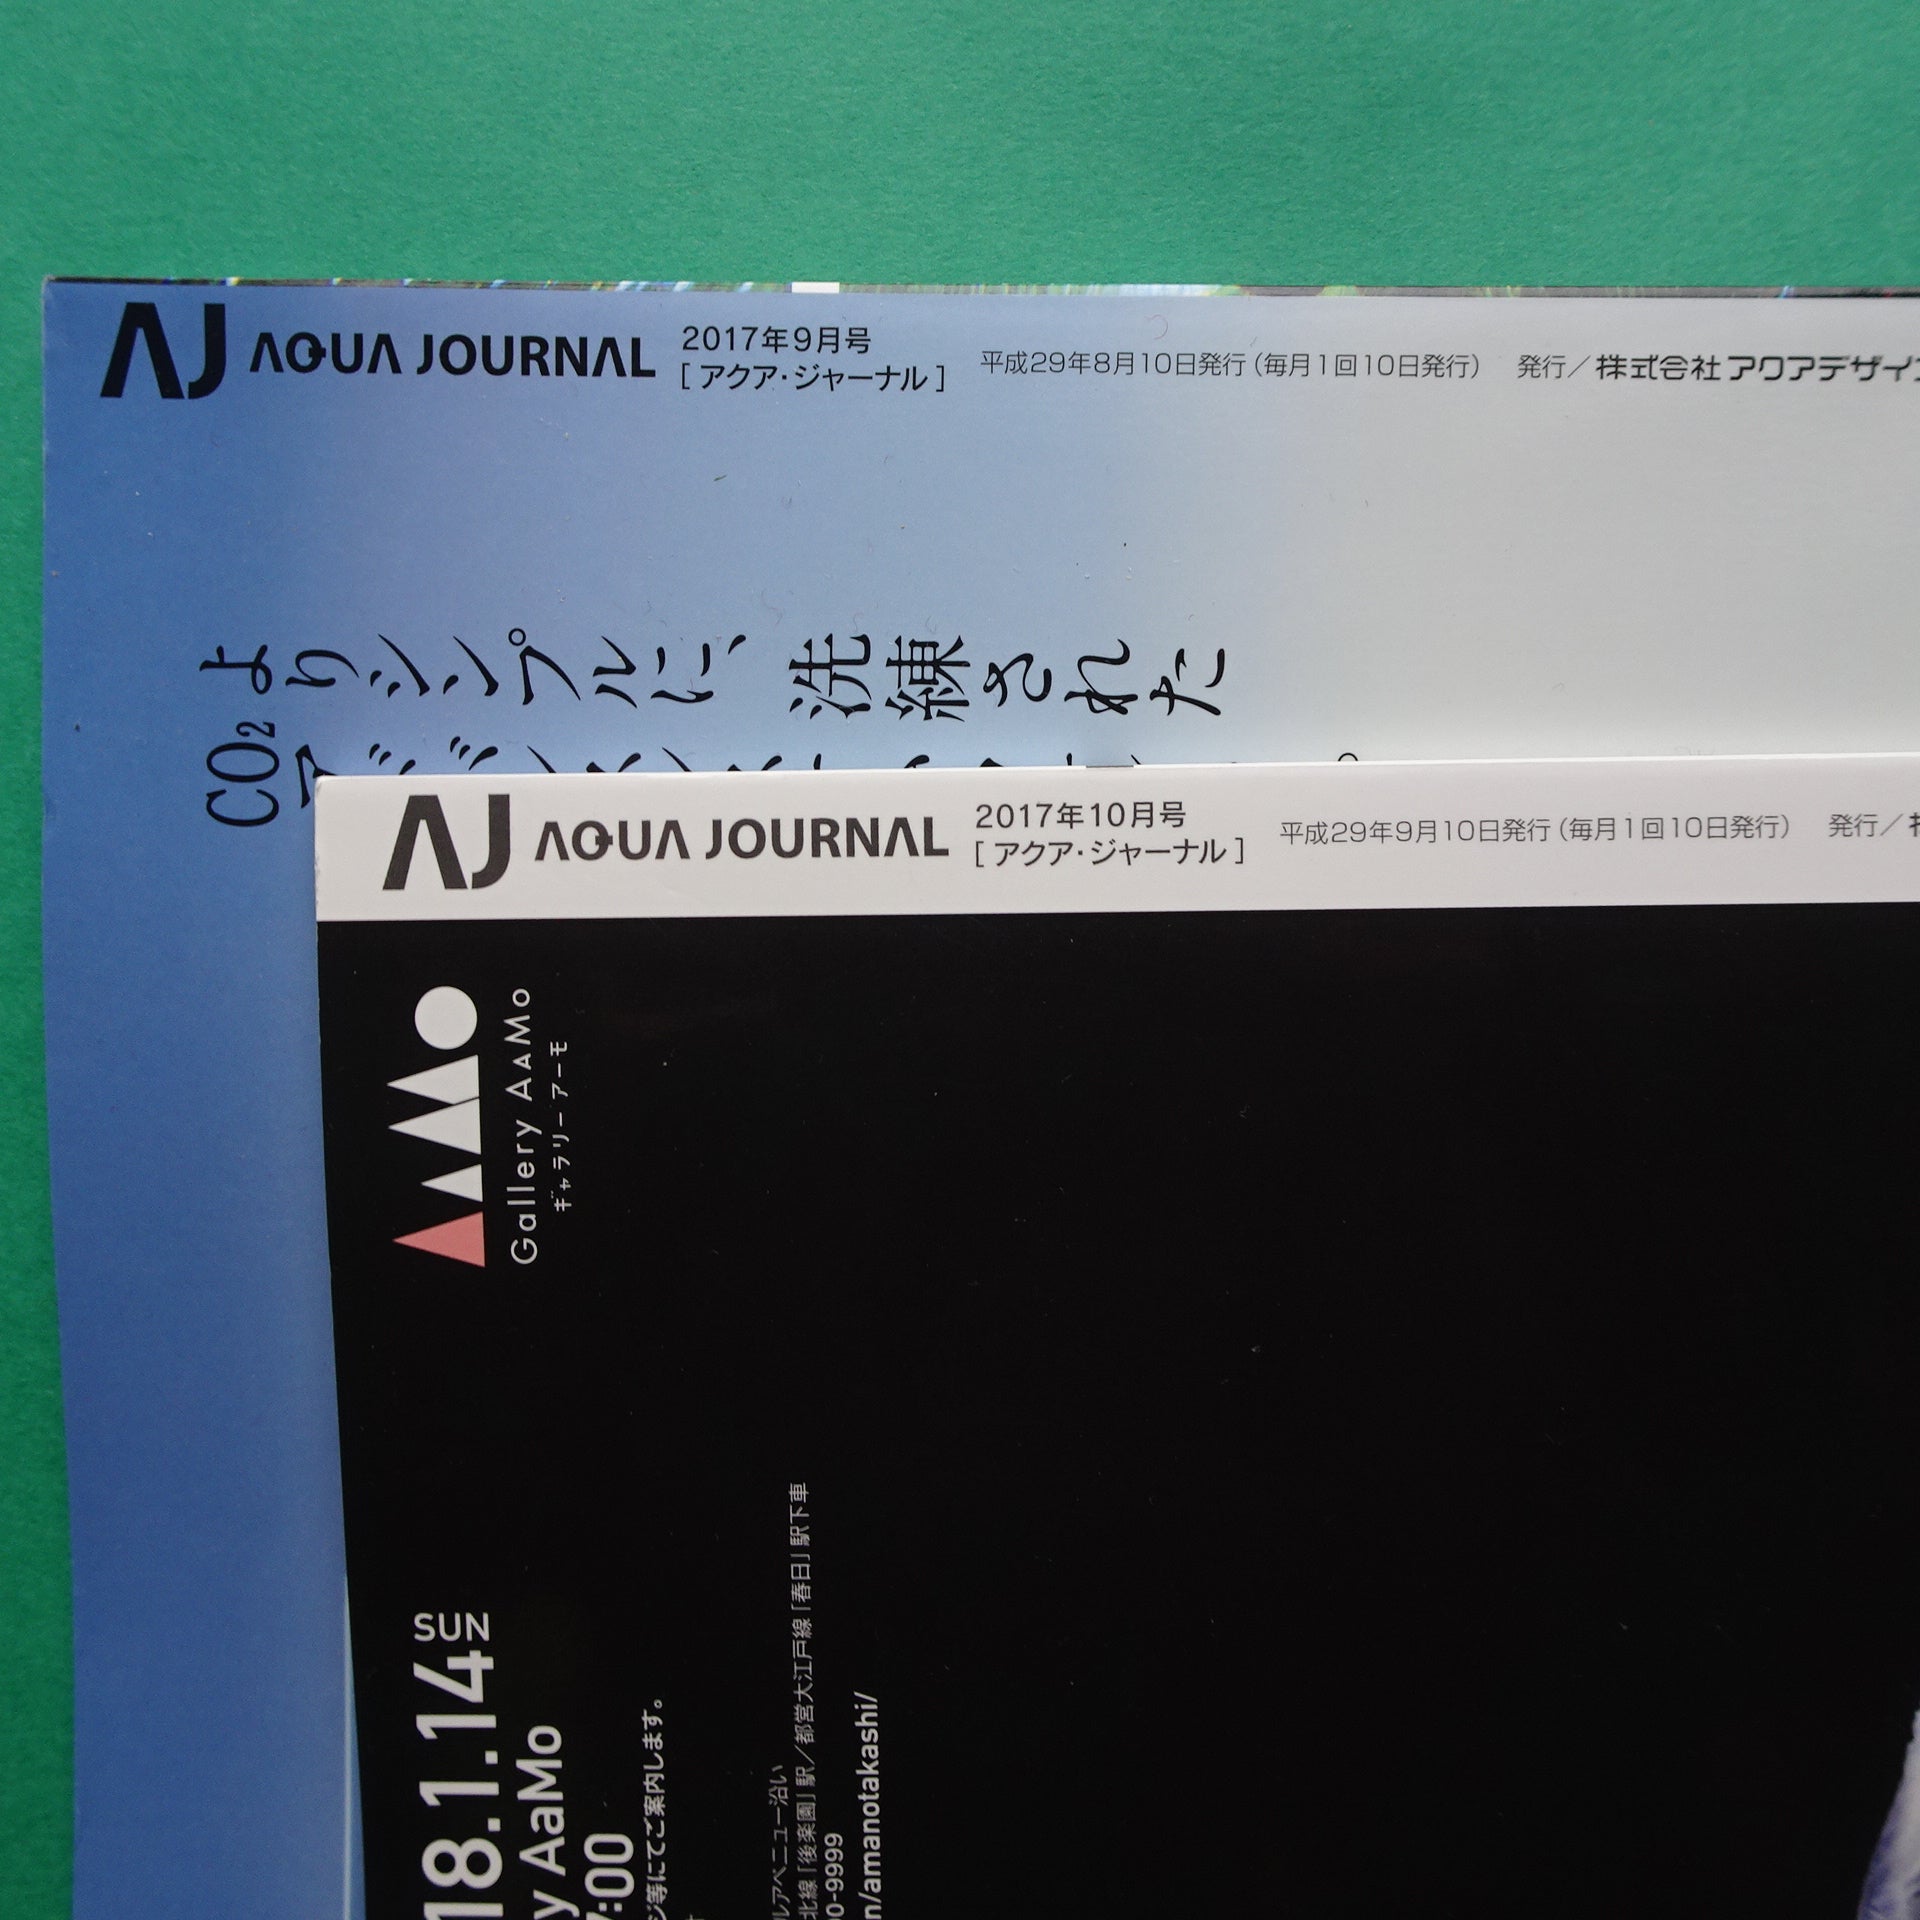 AJ AQUA JOURNAL 2017年9月号
[ アクア・ジャーナル ]
平成29年8月10日発行(毎月1回10日発行) 発行／株式会社アクアデザイ
CO2よりシンプルに、洗練された
AJ AQUA JOURNAL 2017年10月号
[ アクア・ジャーナル ]
平成29年9月10日発行(毎月1回10日発行) 発行／
Gallery AAMo
ギャラリー アーモ
18.1.14 SUN
y AaMo
7:00
ジ等にてご案内します。
ルアベニュー沿い
北線「後楽園」駅／都営大江戸線「春日」駅下車
00-9999
n/amanotakashi/